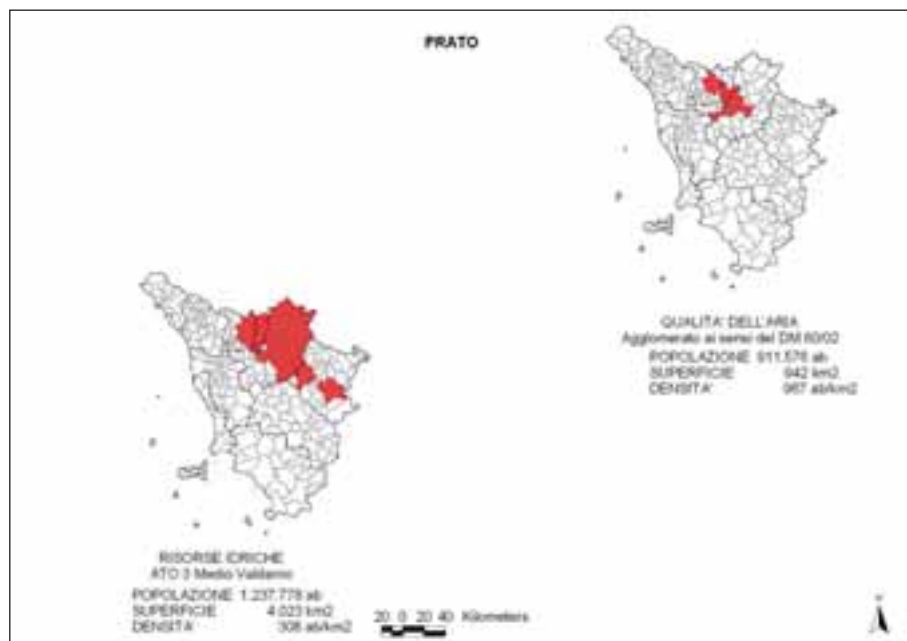 PRATO
QUALITA' DELL'ARIA
Agglomerato ai sensi del DM 60/02
POPOLAZIONE 911.576 ab
SUPERFICIE 942 km2
DENSITA' 967 ab/km2
RISORSE IDRICHE
ATO 3 Medio Valdarno
POPOLAZIONE 1.237.778 ab
SUPERFICIE 4.023 km2
DENSITA' 308 ab/km2
20 0 20 40 Kilometers